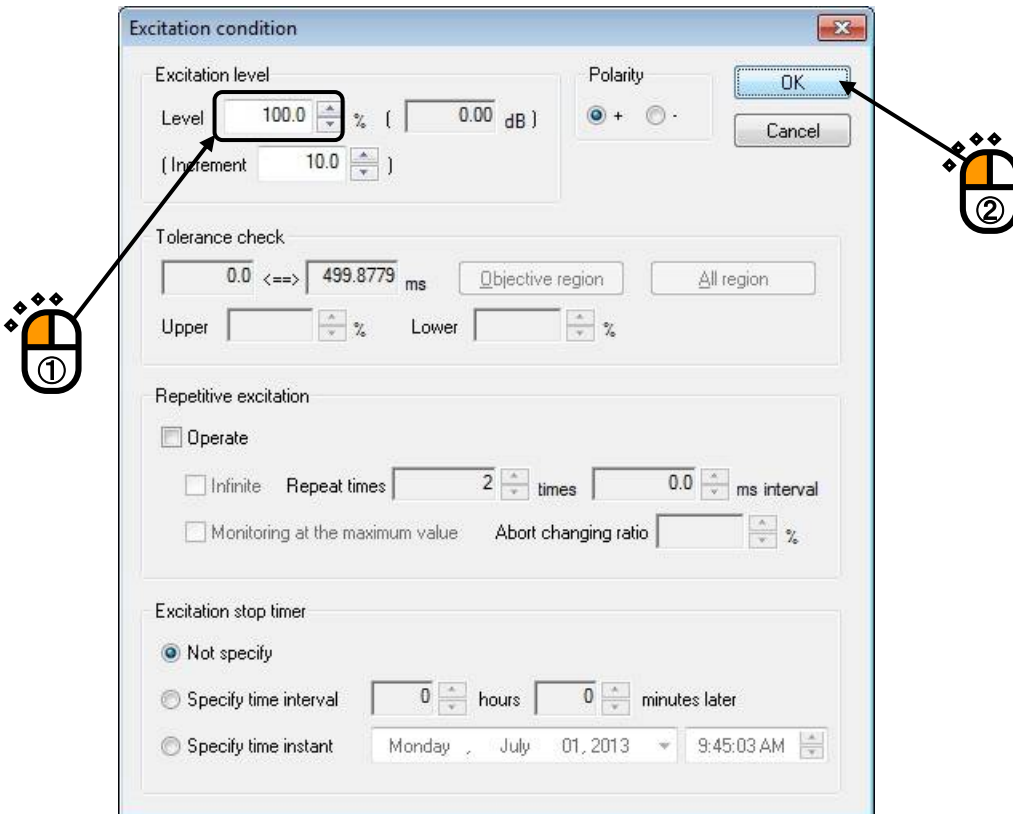 Excitation condition
Excitation level
Level 100.0 % ( 0.00 dB )
( Increment 10.0 )
Polarity
+ -
OK
Cancel
②
①
Tolerance check
0.0 <==> 499.8779 ms Objective region All region
Upper % Lower %
Repetitive excitation
Operate
Infinite Repeat times 2 times 0.0 ms interval
Monitoring at the maximum value Abort changing ratio %
Excitation stop timer
Not specify
Specify time interval 0 hours 0 minutes later
Specify time instant Monday , July 01, 2013 9:45:03 AM